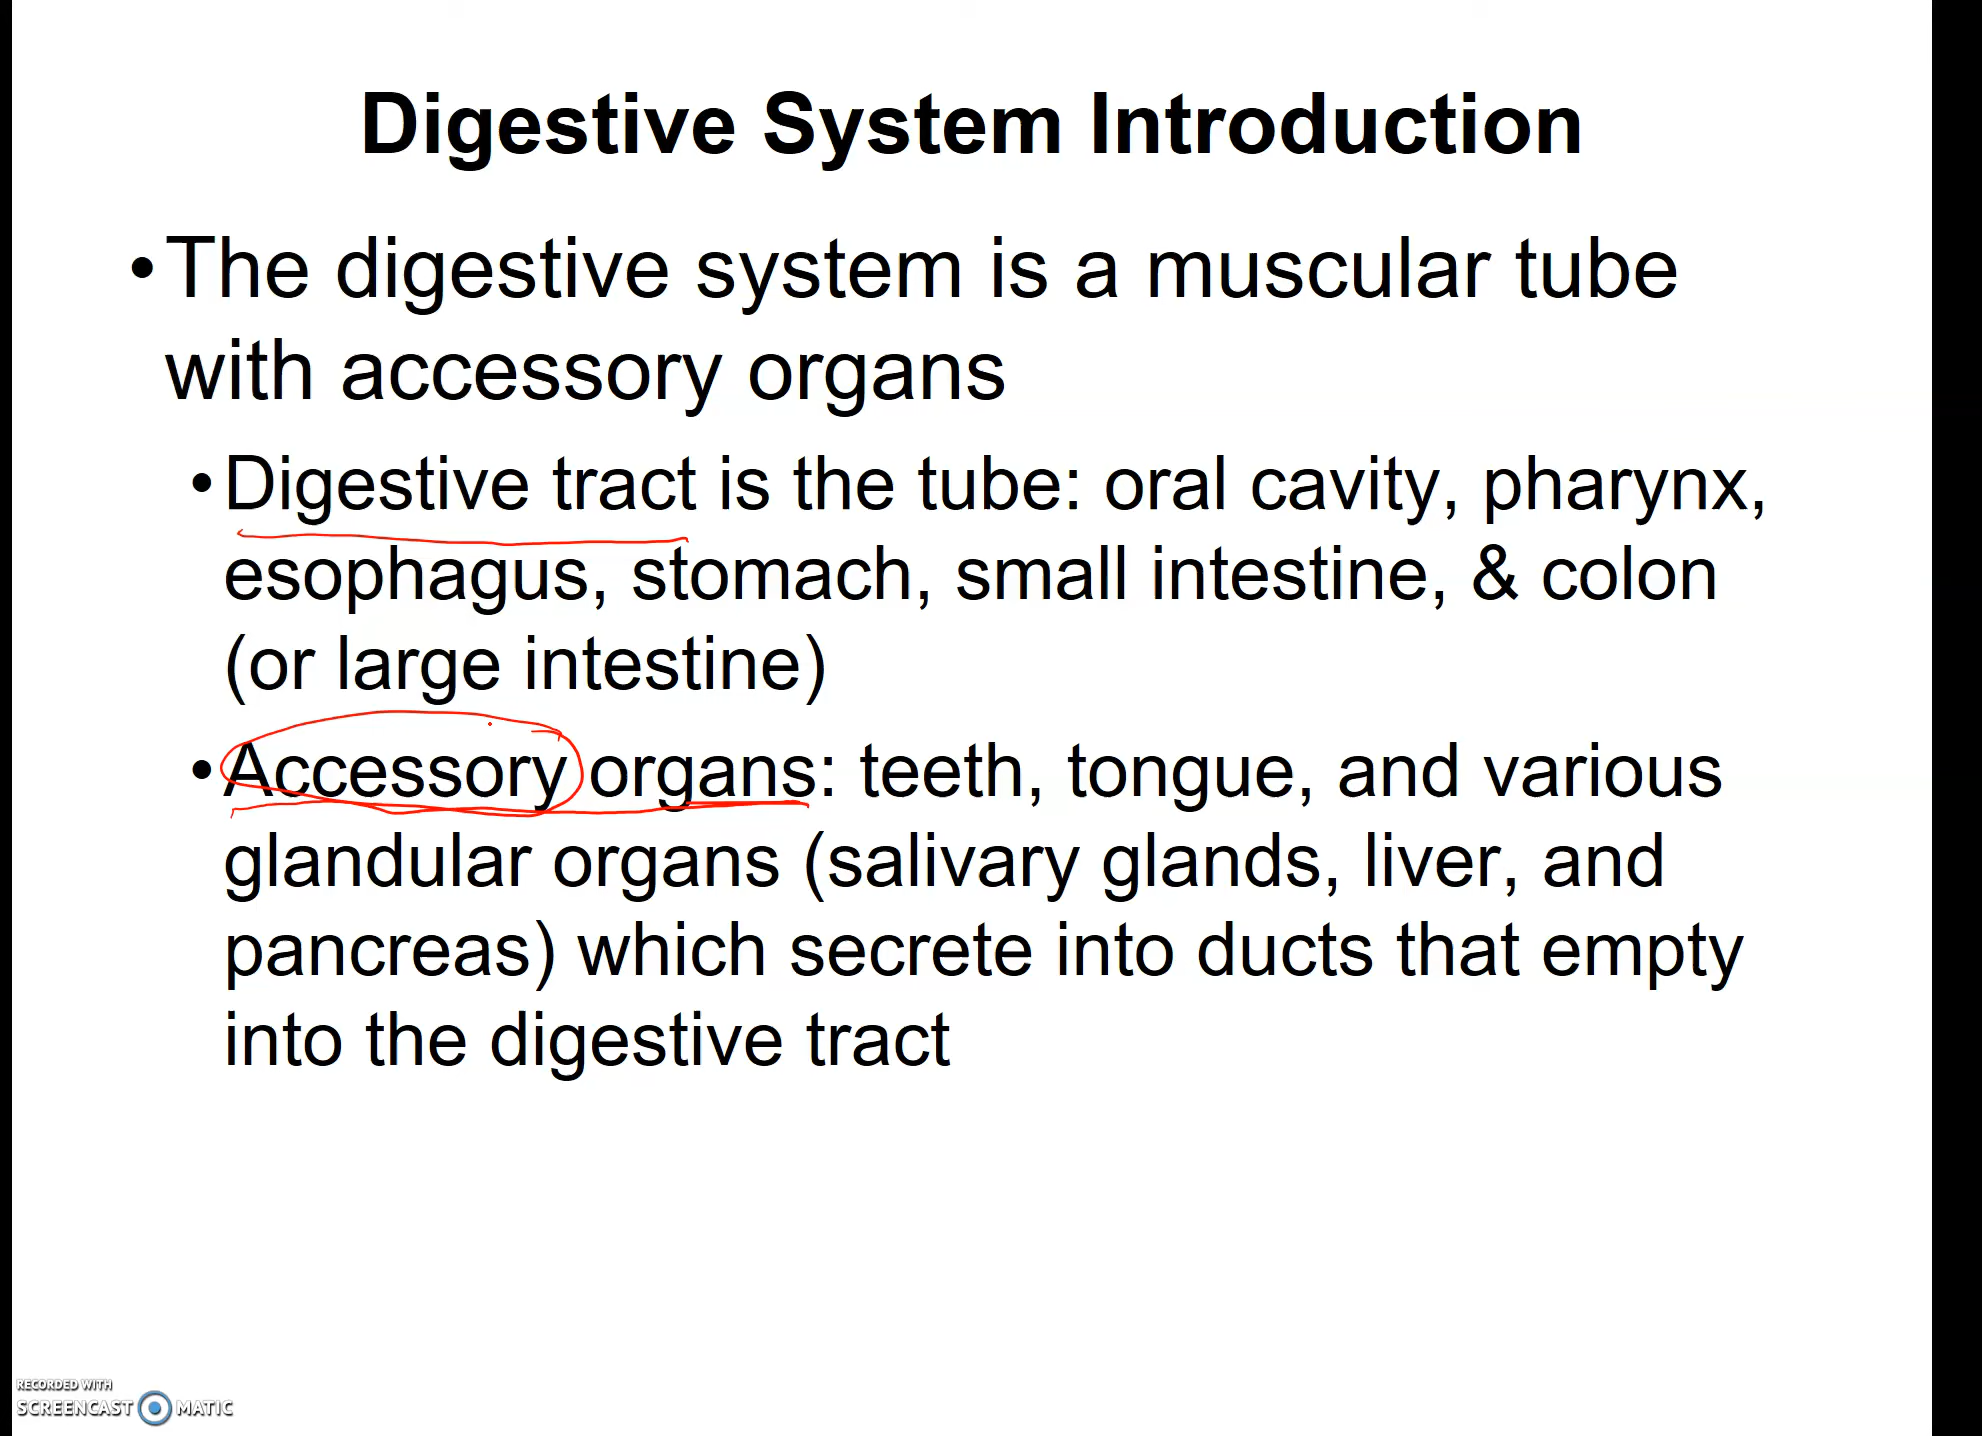 Digestive System Introduction
•The digestive system is a muscular tube
with accessory organs
•Digestive tract is the tube: oral cavity, pharynx,
esophagus, stomach, small intestine, & colon
(or large intestine)
•Accessory organs: teeth, tongue, and various
glandular organs (salivary glands, liver, and
pancreas) which secrete into ducts that empty
into the digestive tract
RECORDED WITH
SCREENCAST MATIC